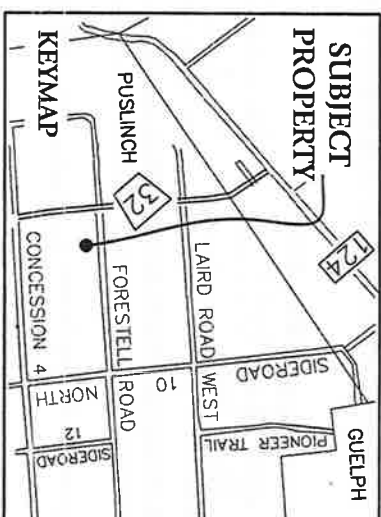 SUBJECT
PROPERTY
124
GUELPH
PUSLINCH
32
LAIRD ROAD WEST
SIDEROAD
10
NORTH
PIONEER TRAIL
FORESTELL ROAD
12
SIDEROAD
CONCESSION 4
KEYMAP